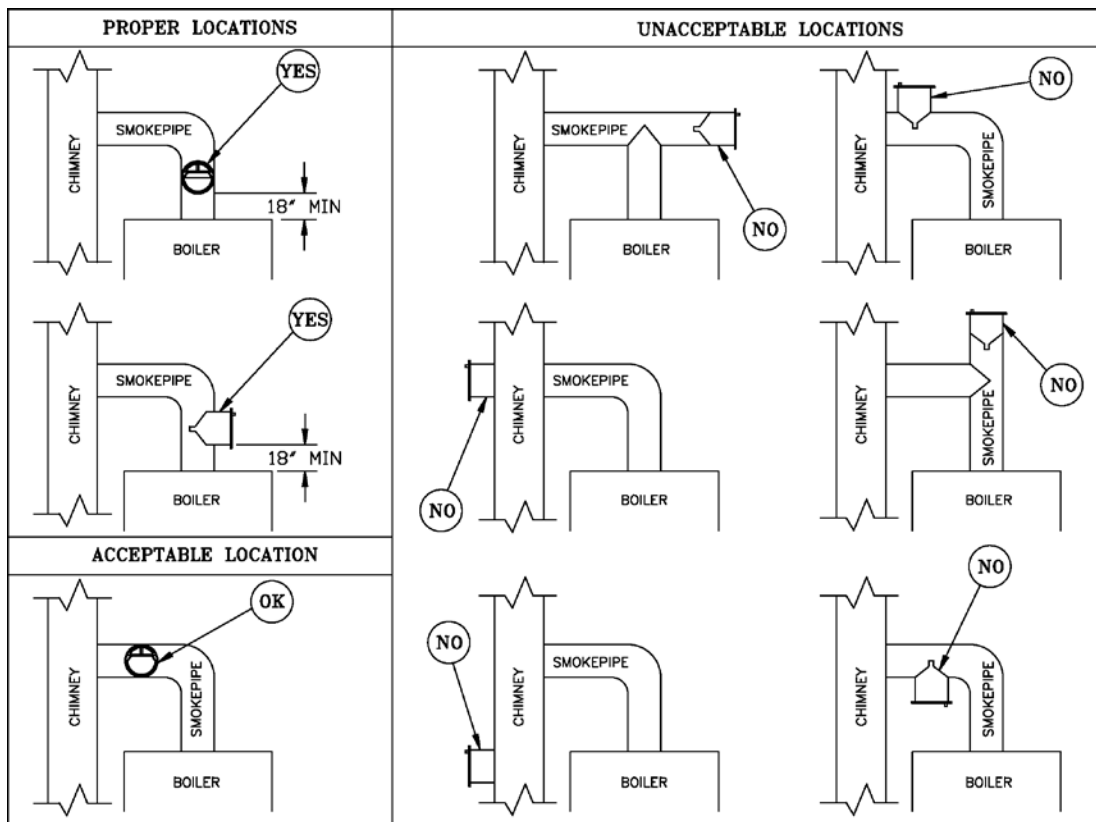 PROPER LOCATIONS
YES
CHIMNEY
SMOKEPIPE
18" MIN
BOILER
YES
CHIMNEY
SMOKEPIPE
18" MIN
BOILER
ACCEPTABLE LOCATION
OK
CHIMNEY
SMOKEPIPE
BOILER
UNACCEPTABLE LOCATIONS
CHIMNEY
SMOKEPIPE
NO
BOILER
NO
CHIMNEY
SMOKEPIPE
BOILER
CHIMNEY
SMOKEPIPE
NO
BOILER
NO
CHIMNEY
SMOKEPIPE
BOILER
NO
CHIMNEY
SMOKEPIPE
BOILER
NO
CHIMNEY
SMOKEPIPE
BOILER